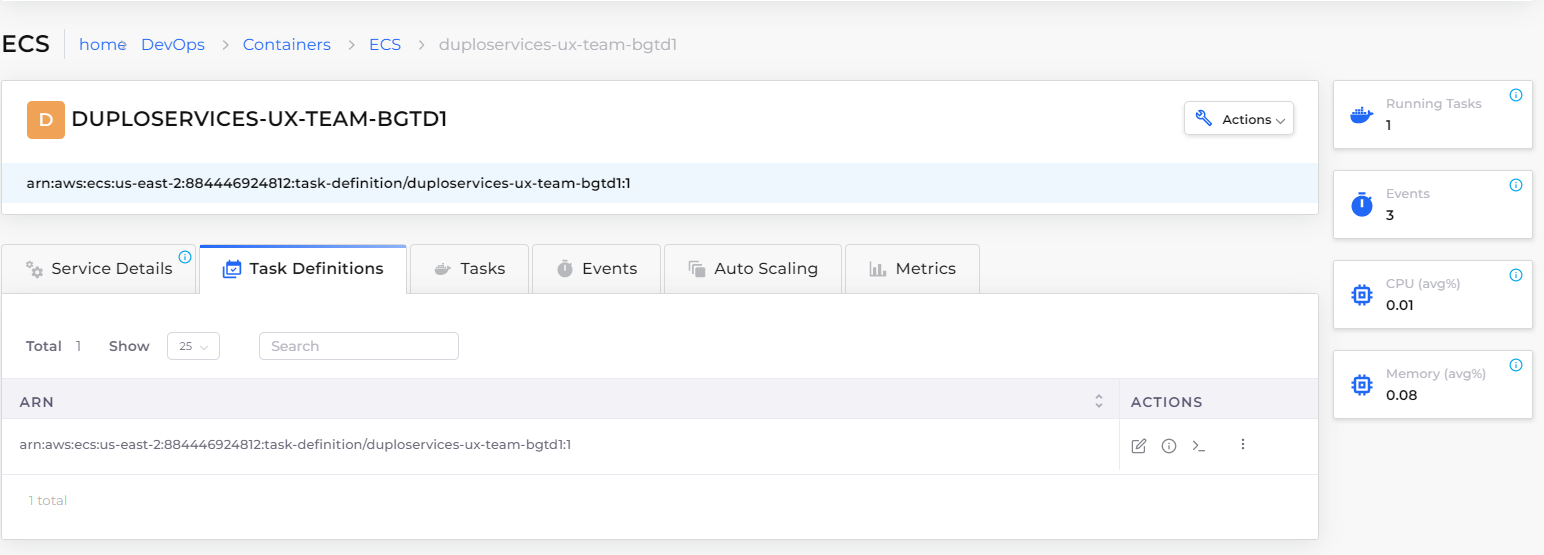 ECS home DevOps > Containers > ECS > duploservices-ux-team-bgtd1
D DUPLOSERVICES-UX-TEAM-BGTD1
Actions
arn:aws:ecs:us-east-2:884446924812:task-definition/duploservices-ux-team-bgtd1:1
Running Tasks
1
Events
3
CPU (avg%)
0.01
Memory (avg%)
0.08
Service Details Task Definitions Tasks Events Auto Scaling Metrics
Total 1 Show 25 Search
ARN ACTIONS
arn:aws:ecs:us-east-2:884446924812:task-definition/duploservices-ux-team-bgtd1:1
1 total